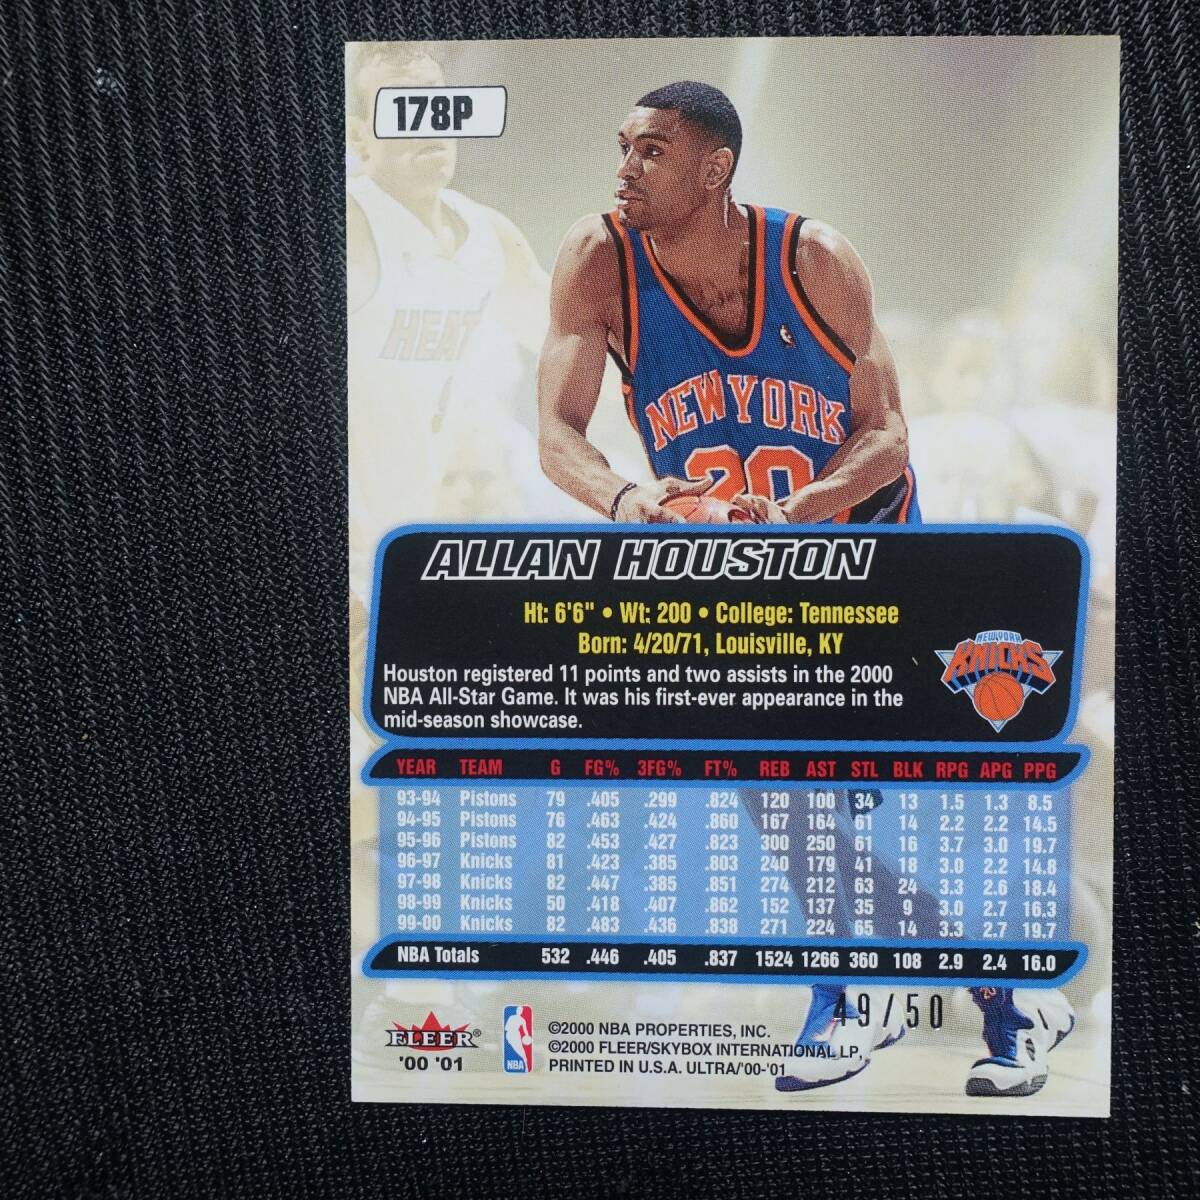 178P
HEAT
NEW YORK
20
ALLAN HOUSTON
Ht: 6'6" • Wt: 200 • College: Tennessee
Born: 4/20/71, Louisville, KY
NEW YORK
KNICKS
Houston registered 11 points and two assists in the 2000
NBA All-Star Game. It was his first-ever appearance in the
mid-season showcase.
YEAR TEAM G FG% 3FG% FT% REB AST STL BLK RPG APG PPG
93-94 Pistons 79 .405 .299 .824 120 100 34 13 1.5 1.3 8.5
94-95 Pistons 76 .463 .424 .860 167 164 61 14 2.2 2.2 14.5
95-96 Pistons 82 .453 .427 .823 300 250 61 16 3.7 3.0 19.7
96-97 Knicks 81 .423 .385 .803 240 179 41 18 3.0 2.2 14.8
97-98 Knicks 82 .447 .385 .851 274 212 63 24 3.3 2.6 18.4
98-99 Knicks 50 .418 .407 .862 152 137 35 9 3.0 2.7 16.3
99-00 Knicks 82 .483 .436 .838 271 224 65 14 3.3 2.7 19.7
NBA Totals 532 .446 .405 .837 1524 1266 360 108 2.9 2.4 16.0
49/50
FLEER®
'00 '01
NBA
©2000 NBA PROPERTIES, INC.
©2000 FLEER/SKYBOX INTERNATIONAL LP,
PRINTED IN U.S.A. ULTRA/'00-'01